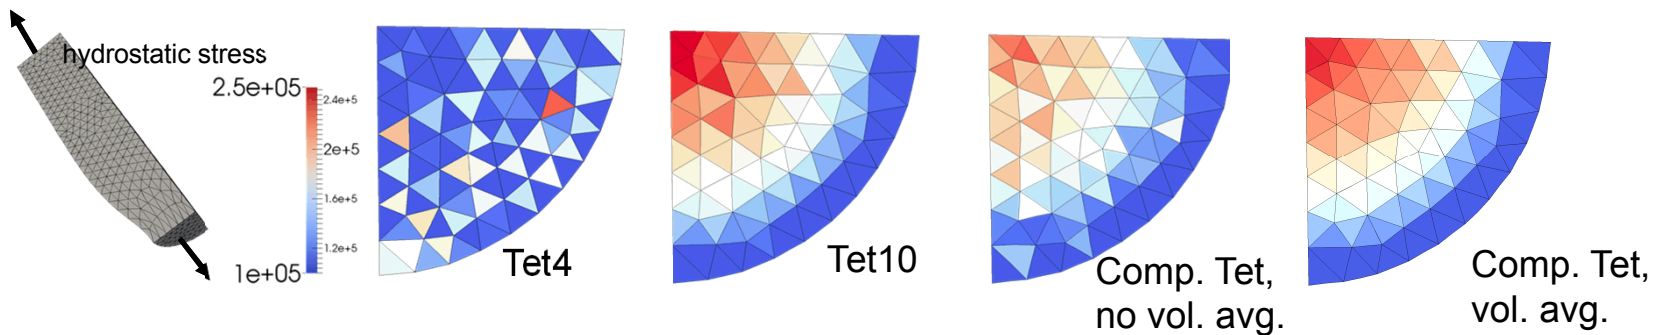 hydrostatic stress
2.5e+05
2.4e+5
2e+5
1.6e+5
1.2e+5
1e+05
Tet4
Tet10
Comp. Tet,
no vol. avg.
Comp. Tet,
vol. avg.